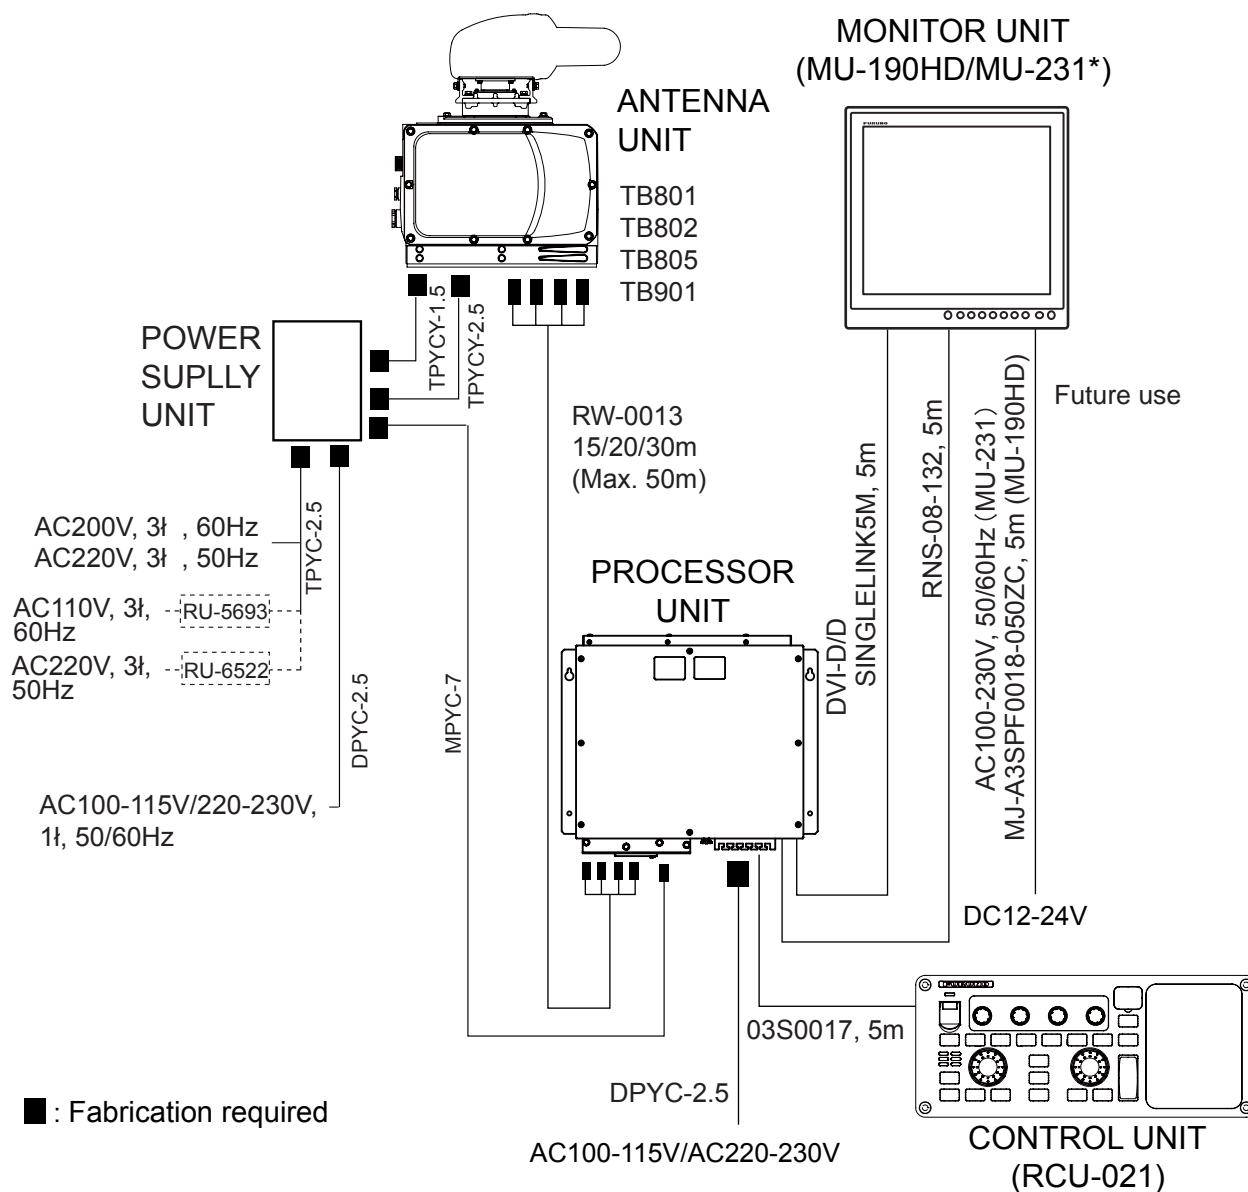 MONITOR UNIT
(MU-190HD/MU-231*)
FURUNO
ANTENNA
UNIT
TB801
TB802
TB805
TB901
POWER
SUPLLY
UNIT
TPYCY-1.5
TPYCY-2.5
RW-0013
15/20/30m
(Max. 50m)
Future use
DVI-D/D
SINGLELINK5M, 5m
RNS-08-132, 5m
AC100-230V, 50/60Hz (MU-231)
MJ-A3SPF0018-050ZC, 5m (MU-190HD)
AC200V, 3ł , 60Hz
AC220V, 3ł , 50Hz
TPYC-2.5
AC110V, 3ł,
60Hz
RU-5693
AC220V, 3ł,
50Hz
RU-6522
DPYC-2.5
MPYC-7
PROCESSOR
UNIT
AC100-115V/220-230V,
1ł, 50/60Hz
DC12-24V
03S0017, 5m
DPYC-2.5
AC100-115V/AC220-230V
CONTROL UNIT
(RCU-021)
: Fabrication required